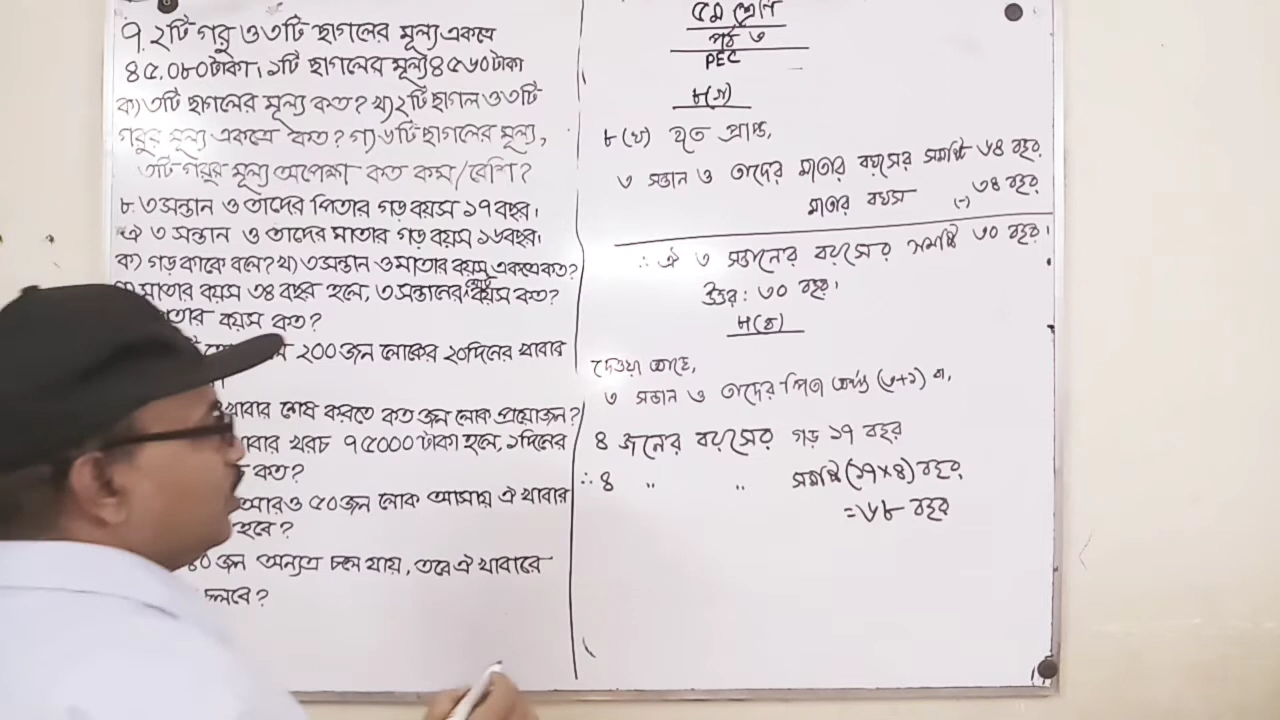 ৭. ২টি গরু ও ৩টি ছাগলের মূল্য একত্রে
৪৫,০৮০ টাকা। ১টি ছাগলের মূল্য ৪৫৬০ টাকা
ক) ৩টি ছাগলের মূল্য কত? খ) ২টি ছাগল ও ৩টি
গরুর মূল্য একত্রে কত? গ) ৬টি ছাগলের মূল্য,
৩টি গরুর মূল্য অপেক্ষা কত কম/বেশি?
৮. ৩ সন্তান ও তাদের পিতার গড় বয়স ১৭ বছর।
ঐ ৩ সন্তান ও তাদের মাতার গড় বয়স ১৬ বছর।
ক) গড় কাকে বলে? খ) ৩ সন্তান ও মাতার বয়স একত্রে কত?
মাতার বয়স ৩৪ বছর হলে, ৩ সন্তানের বয়স কত?
তার বয়স কত?
২০০ জন লোকের ২০ দিনের খাবার
খাবার শেষ করতে কত জন লোক প্রয়োজন?
বার খরচ ৭৫০০০ টাকা হলে, ১ দিনের
কত?
আরও ৫০ জন লোক আসায় ঐ খাবার
হবে?
৪০ জন অন্যত্র চলে যায়, তবে ঐ খাবারে
চলবে?
৫ম শ্রেণি
পর্ব ৩
PEC
৮(গ)
৮(খ) হতে প্রাপ্ত,
৩ সন্তান ও তাদের মাতার বয়সের সমষ্টি ৬৪ বছর
মাতার বয়স (-) ৩৪ বছর
∴ ঐ ৩ সন্তানের বয়সের সমষ্টি ৩০ বছর।
উত্তর: ৩০ বছর।
৮(ঘ)
দেওয়া আছে,
৩ সন্তান ও তাদের পিতা অর্থাৎ (৩+১) বা,
৪ জনের বয়সের গড় ১৭ বছর
∴ ৪ " " সমষ্টি (১৭×৪) বছর
= ৬৮ বছর